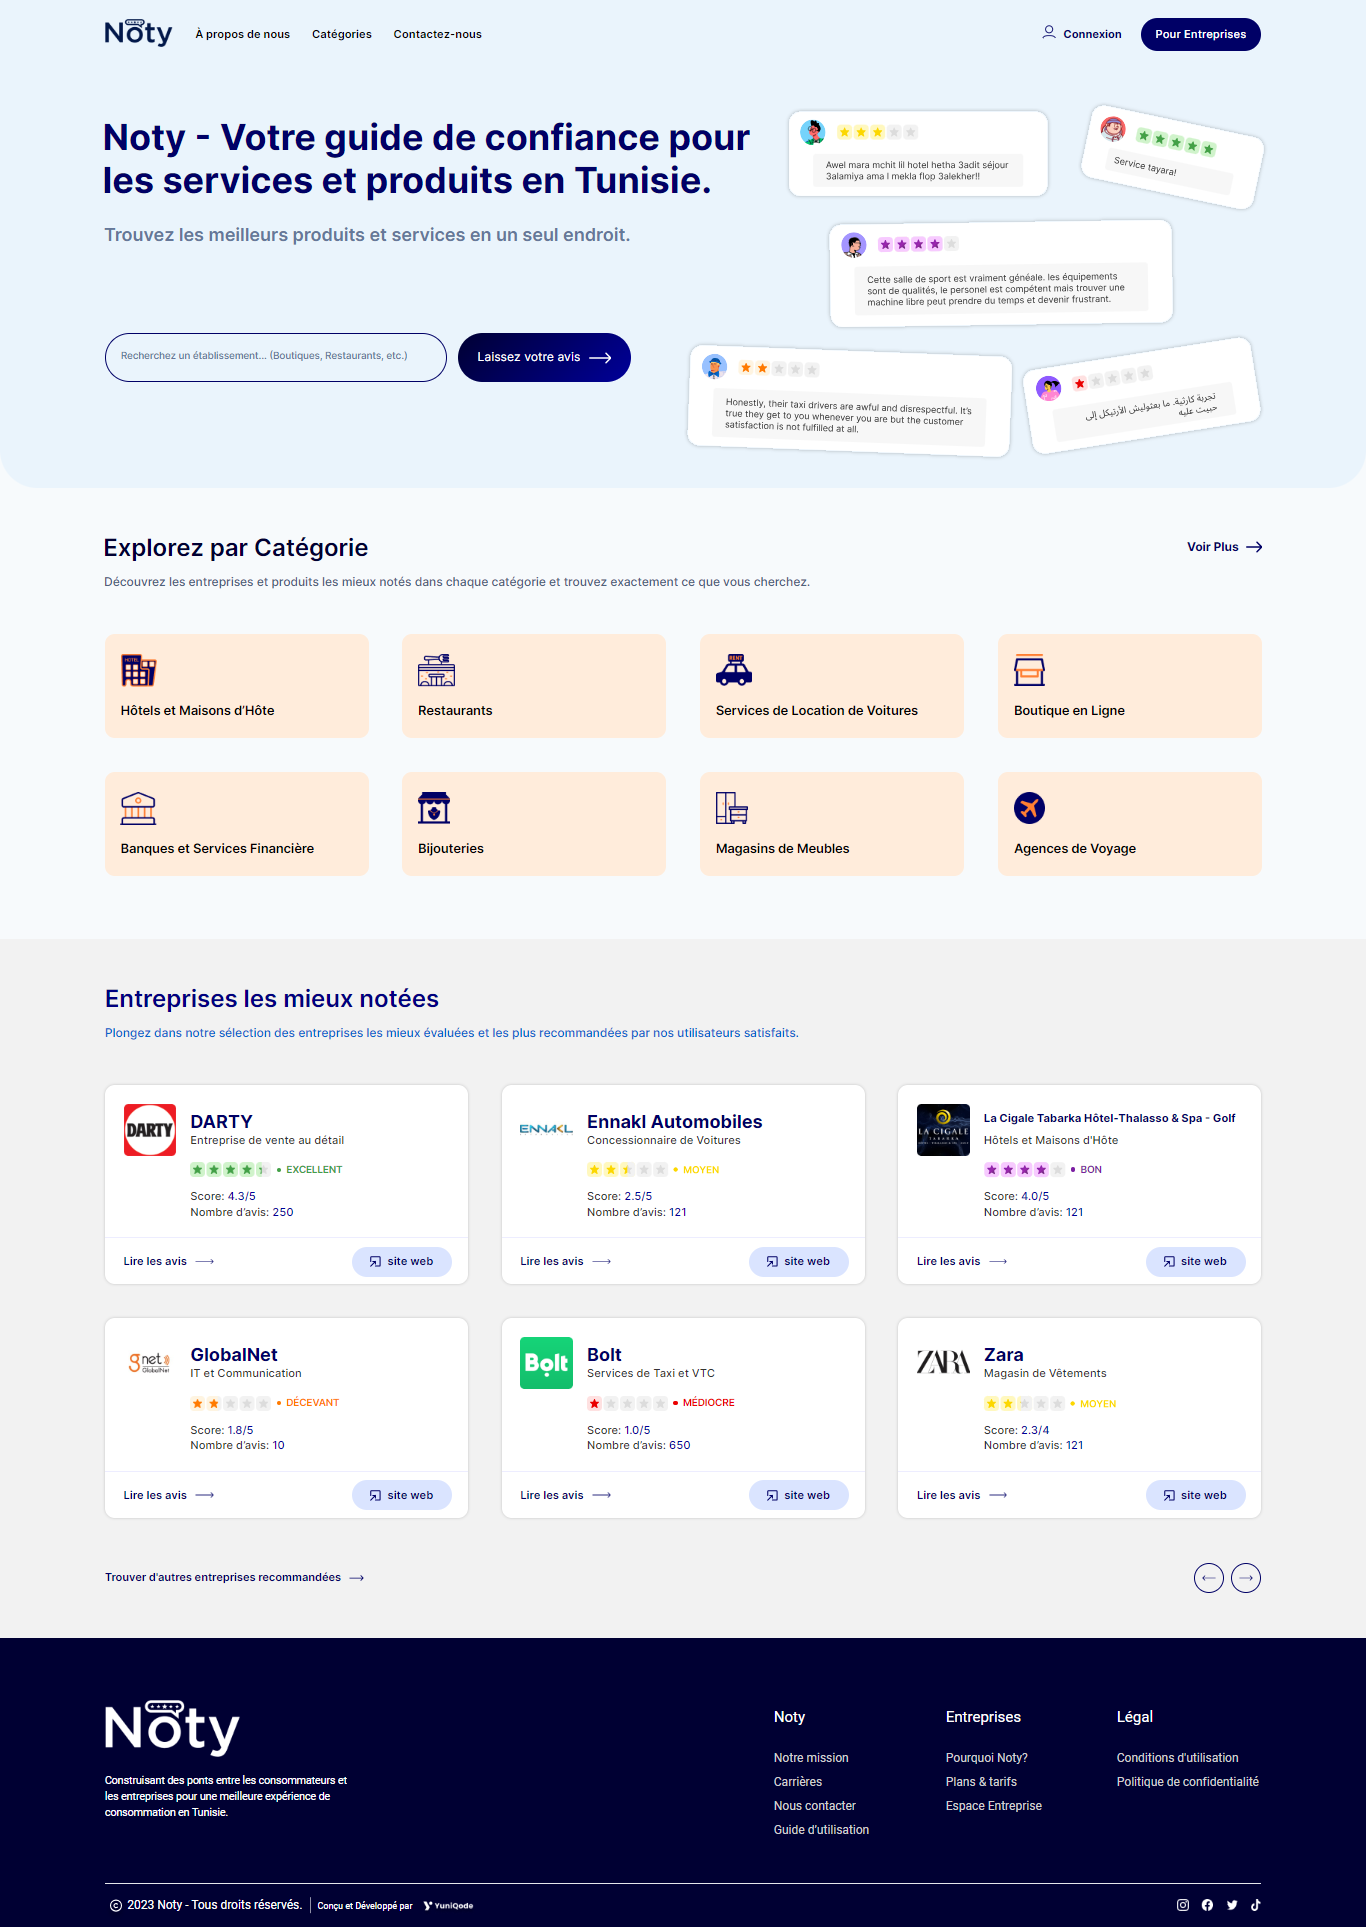 Noty
À propos de nous
Catégories
Contactez-nous
Connexion
Pour Entreprises
Noty - Votre guide de confiance pour
les services et produits en Tunisie.
Trouvez les meilleurs produits et services en un seul endroit.
Recherchez un établissement... (Boutiques, Restaurants, etc.)
Laissez votre avis
Awel mara mchit lil hotel hetha 3adit séjour
3alamiya ama l mekla flop 3alekher!!
Service tayara!
Cette salle de sport est vraiment généale. les équipements
sont de qualités, le personel est compétent mais trouver une
machine libre peut prendre du temps et devenir frustrant.
Honestly, their taxi drivers are awful and disrespectful. It's
true they get to you whenever you are but the customer
satisfaction is not fulfilled at all.
تجربة كارثية. ما بعثوليش الأرتيكل إلي
حبيت عليه
Explorez par Catégorie
Voir Plus
Découvrez les entreprises et produits les mieux notés dans chaque catégorie et trouvez exactement ce que vous cherchez.
HOTEL
RENT
Hôtels et Maisons d’Hôte
Restaurants
Services de Location de Voitures
Boutique en Ligne
Banques et Services Financière
Bijouteries
Magasins de Meubles
Agences de Voyage
Entreprises les mieux notées
Plongez dans notre sélection des entreprises les mieux évaluées et les plus recommandées par nos utilisateurs satisfaits.
DARTY
DARTY
Entreprise de vente au détail
EXCELLENT
Score: 4.3/5
Nombre d’avis: 250
Lire les avis
site web
ENNAKL
Ennakl Automobiles
Concessionnaire de Voitures
MOYEN
Score: 2.5/5
Nombre d’avis: 121
Lire les avis
site web
LA CIGALE
TABARKA
La Cigale Tabarka Hôtel-Thalasso & Spa - Golf
Hôtels et Maisons d'Hôte
BON
Score: 4.0/5
Nombre d’avis: 121
Lire les avis
site web
gnet
GlobalNet
GlobalNet
IT et Communication
DÉCEVANT
Score: 1.8/5
Nombre d’avis: 10
Lire les avis
site web
Bolt
Bolt
Services de Taxi et VTC
MÉDIOCRE
Score: 1.0/5
Nombre d’avis: 650
Lire les avis
site web
ZARA
Zara
Magasin de Vêtements
MOYEN
Score: 2.3/4
Nombre d’avis: 121
Lire les avis
site web
Trouver d'autres entreprises recommandées
Noty
Construisant des ponts entre les consommateurs et
les entreprises pour une meilleure expérience de
consommation en Tunisie.
Noty
Notre mission
Carrières
Nous contacter
Guide d’utilisation
Entreprises
Pourquoi Noty?
Plans & tarifs
Espace Entreprise
Légal
Conditions d'utilisation
Politique de confidentialité
© 2023 Noty - Tous droits réservés.
Conçu et Développé par
YuniQode